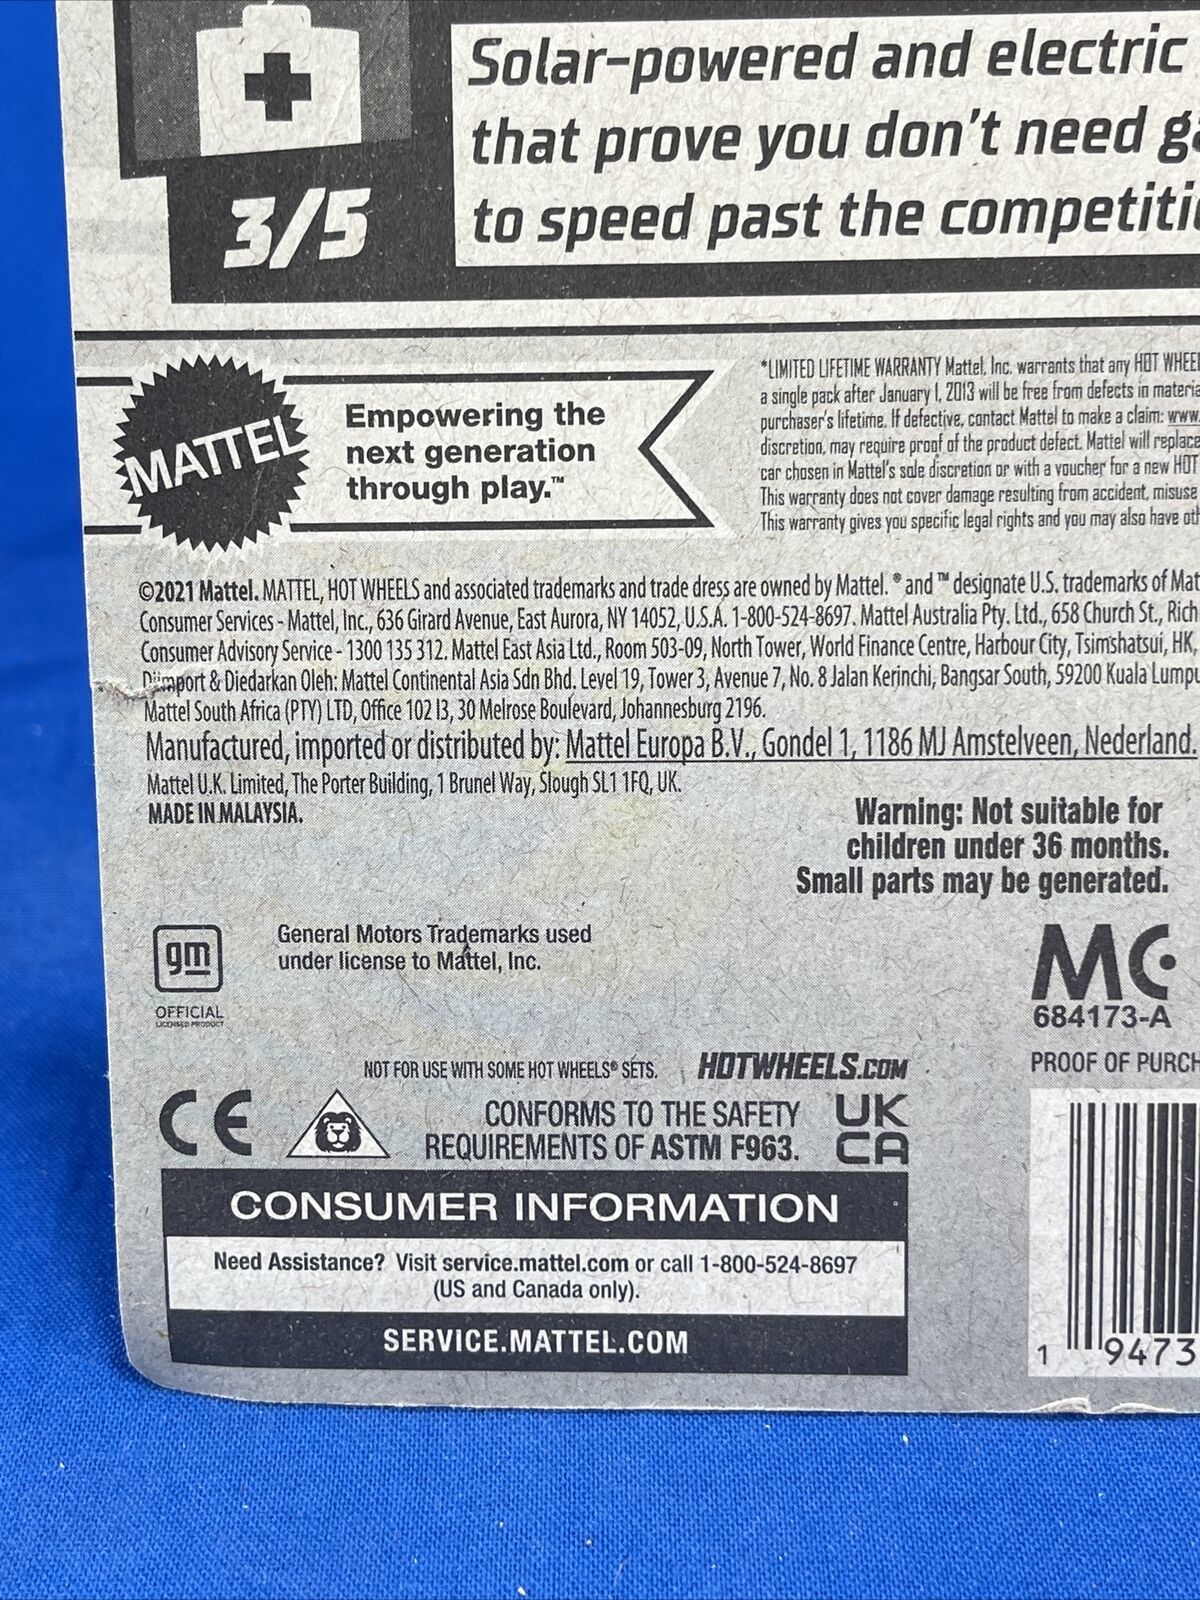 Solar-powered and electric
that prove you don't need
to speed past the
3/5
MATTEL
Empowering the
next generation
through play.™
*LIMITED LIFETIME WARRANTY Mattel, Inc. warrants that any HOT
a single pack after January 1, 2013 will be free from defects in
purchaser's lifetime. If defective, contact Mattel to make a claim: www.
discretion, may require proof of the product defect. Mattel will replace
car chosen in Mattel's sole discretion or with a voucher for a new HOT
This warranty does not cover damage resulting from accident, misuse
This warranty gives you specific legal rights and you may also have
©2021 Mattel. MATTEL, HOT WHEELS and associated trademarks and trade dress are owned by Mattel. ® and ™ designate U.S. trademarks of
Consumer Services - Mattel, Inc., 636 Girard Avenue, East Aurora, NY 14052, U.S.A. 1-800-524-8697. Mattel Australia Pty. Ltd., 658 Church St.,
Consumer Advisory Service - 1300 135 312. Mattel East Asia Ltd., Room 503-09, North Tower, World Finance Centre, Harbour City, Tsimshatsui, HK,
Diimport & Diedarkan Oleh: Mattel Continental Asia Sdn Bhd. Level 19, Tower 3, Avenue 7, No. 8 Jalan Kerinchi, Bangsar South, 59200 Kuala
Mattel South Africa (PTY) LTD, Office 102 I3, 30 Melrose Boulevard, Johannesburg 2196.
Manufactured, imported or distributed by: Mattel Europa B.V., Gondel 1, 1186 MJ Amstelveen, Nederland.
Mattel U.K. Limited, The Porter Building, 1 Brunel Way, Slough SL1 1FQ, UK.
MADE IN MALAYSIA.
Warning: Not suitable for
children under 36 months.
Small parts may be generated.
gm
OFFICIAL
LICENSED PRODUCT
General Motors Trademarks used
under license to Mattel, Inc.
MC
684173-A
PROOF OF
NOT FOR USE WITH SOME HOT WHEELS® SETS.
HOTWHEELS.COM
CE
CONFORMS TO THE SAFETY
REQUIREMENTS OF ASTM F963.
UK
CA
CONSUMER INFORMATION
Need Assistance? Visit service.mattel.com or call 1-800-524-8697
(US and Canada only).
SERVICE.MATTEL.COM
1 9473